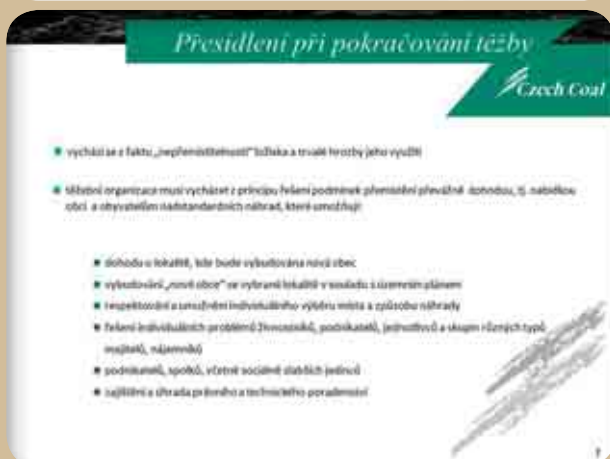 Přesídlení při pokračování těžby
Czech Coal
vychází se z faktu „nepřemístitelnosti" ložiska a trvalé hrozby jeho využití
těžební organizace musí vycházet z principu řešení podmínek přemístění převážně dohodou, tj. nabídkou
obci a obyvatelům nadstandardních náhrad, které umožňují:
dohodu o lokalitě, kde bude vybudována nová obec
vybudování „nové obce" ve vybrané lokalitě v souladu s územním plánem
respektování a umožnění individuálního výběru místa a způsobu náhrady
řešení individuálních problémů živnostníků, podnikatelů, jednotlivců a skupin různých typů
majitelů, nájemníků
podnikatelů, spolků, včetně sociálně slabších jedinců
zajištění a úhrada právního a technického poradenství
7